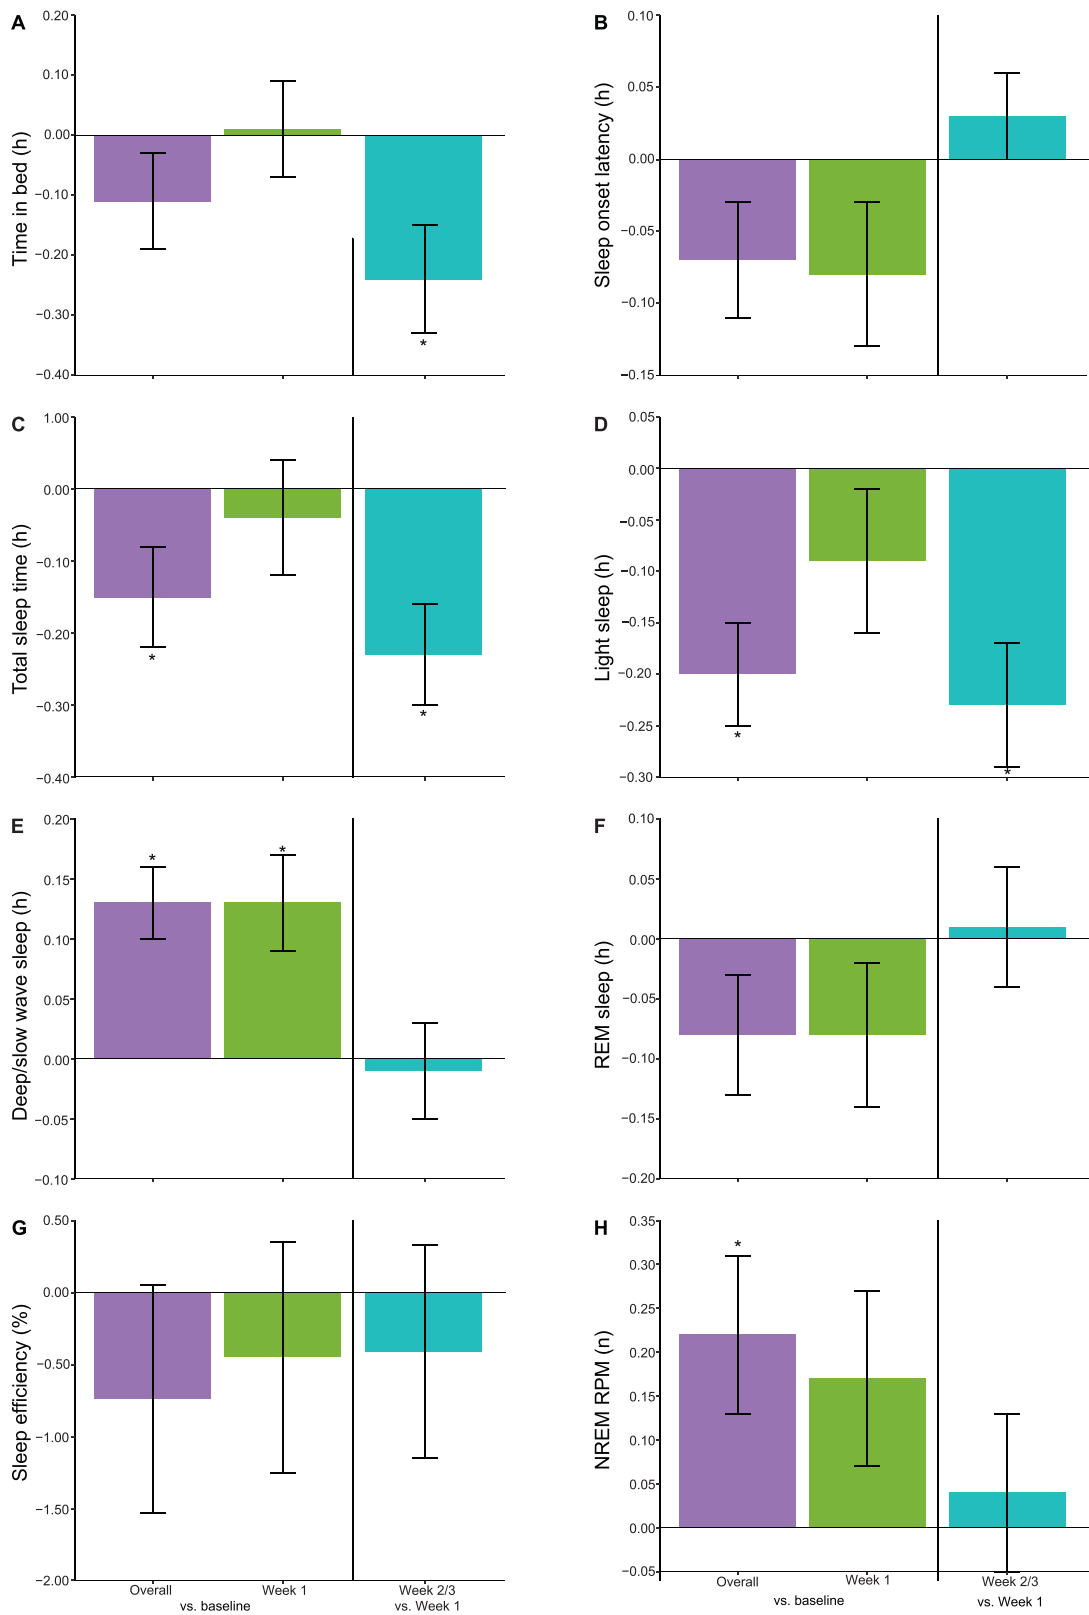 A
Time in bed (h)
0.20
0.10
0.00
−0.10
−0.20
−0.30
−0.40
*
B
Sleep onset latency (h)
0.10
0.05
0.00
−0.05
−0.10
−0.15
C
Total sleep time (h)
1.00
0.00
−0.10
−0.20
−0.30
−0.40
*
*
D
Light sleep (h)
0.05
0.00
−0.05
−0.10
−0.15
−0.20
−0.25
−0.30
*
*
E
Deep/slow wave sleep (h)
0.20
0.15
0.10
0.05
0.00
−0.05
−0.10
*
*
F
REM sleep (h)
0.10
0.05
0.00
−0.05
−0.10
−0.15
−0.20
G
Sleep efficiency (%)
0.50
0.00
−0.50
−1.00
−1.50
−2.00
Overall
Week 1
Week 2/3
vs. baseline
vs. Week 1
H
NREM RPM (n)
0.35
0.30
0.25
0.20
0.15
0.10
0.05
0.00
−0.05
*
Overall
Week 1
Week 2/3
vs. baseline
vs. Week 1